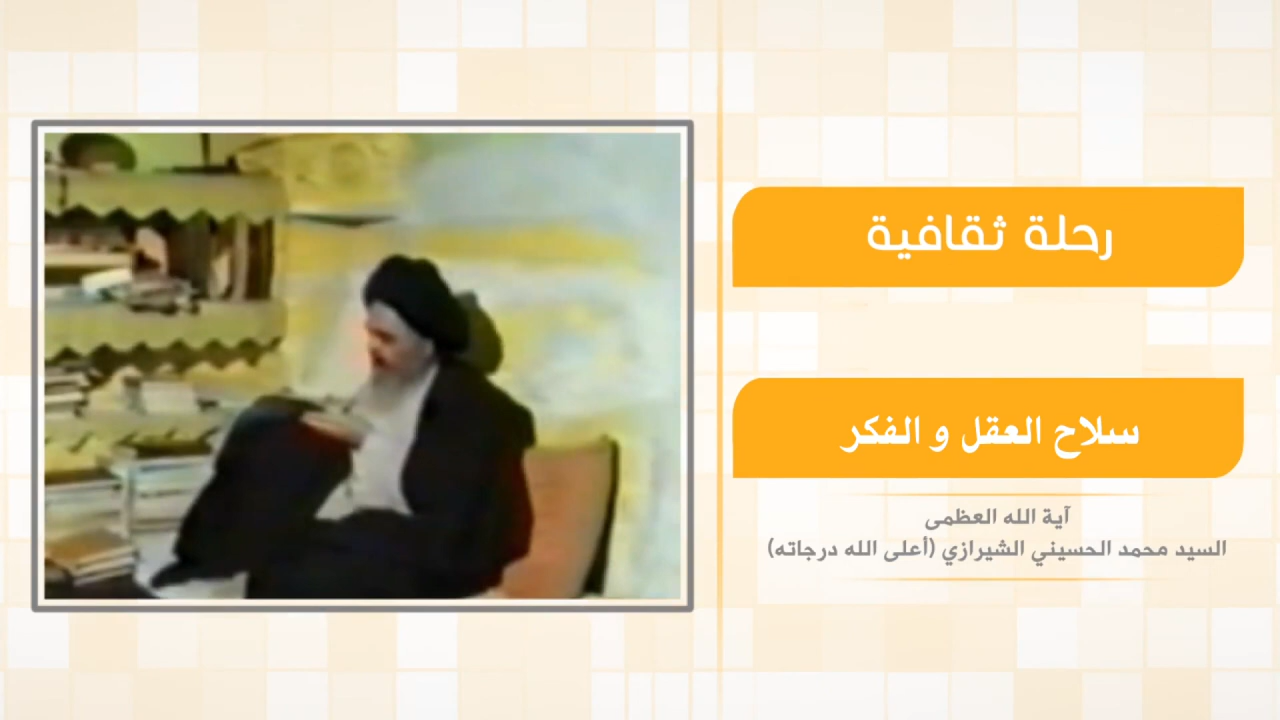 رحلة ثقافية
سلاح العقل و الفكر
آية الله العظمى
السيد محمد الحسيني الشيرازي (أعلى الله درجاته)